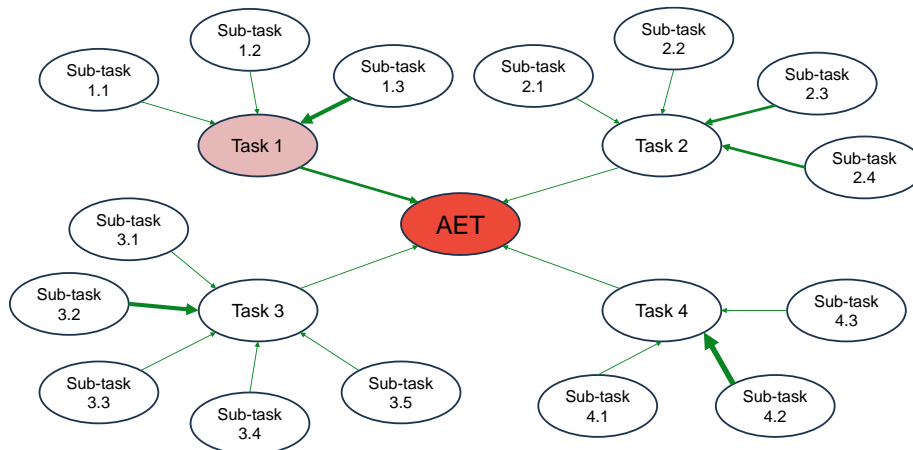 Sub-task
1.1
Sub-task
1.2
Sub-task
1.3
Task 1
Sub-task
2.1
Sub-task
2.2
Sub-task
2.3
Sub-task
2.4
Task 2
AET
Sub-task
3.1
Sub-task
3.2
Sub-task
3.3
Sub-task
3.4
Sub-task
3.5
Task 3
Task 4
Sub-task
4.1
Sub-task
4.2
Sub-task
4.3